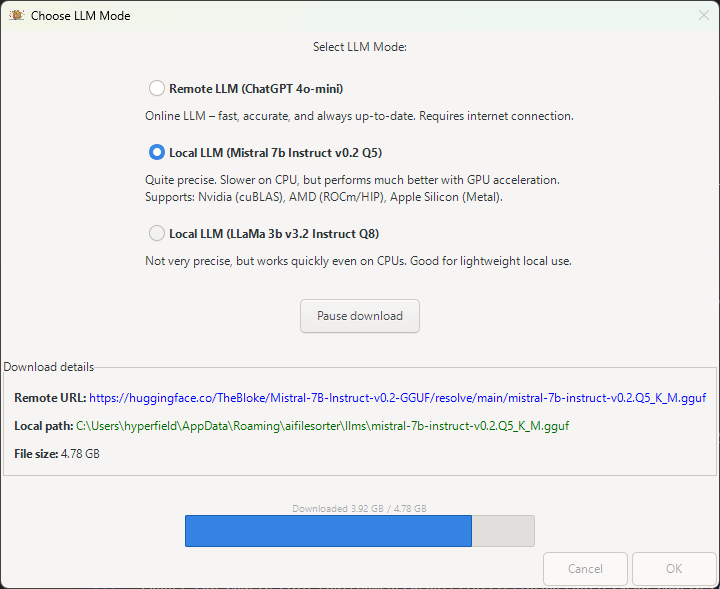 Choose LLM Mode
Select LLM Mode:
Remote LLM (ChatGPT 4o-mini)
Online LLM – fast, accurate, and always up-to-date. Requires internet connection.
Local LLM (Mistral 7b Instruct v0.2 Q5)
Quite precise. Slower on CPU, but performs much better with GPU acceleration.
Supports: Nvidia (cuBLAS), AMD (ROCm/HIP), Apple Silicon (Metal).
Local LLM (LLaMa 3b v3.2 Instruct Q8)
Not very precise, but works quickly even on CPUs. Good for lightweight local use.
Pause download
Download details
Remote URL: https://huggingface.co/TheBloke/Mistral-7B-Instruct-v0.2-GGUF/resolve/main/mistral-7b-instruct-v0.2.Q5_K_M.gguf
Local path: C:\Users\hyperfield\AppData\Roaming\aifilesorter\llms\mistral-7b-instruct-v0.2.Q5_K_M.gguf
File size: 4.78 GB
Downloaded 3.92 GB / 4.78 GB
Cancel OK